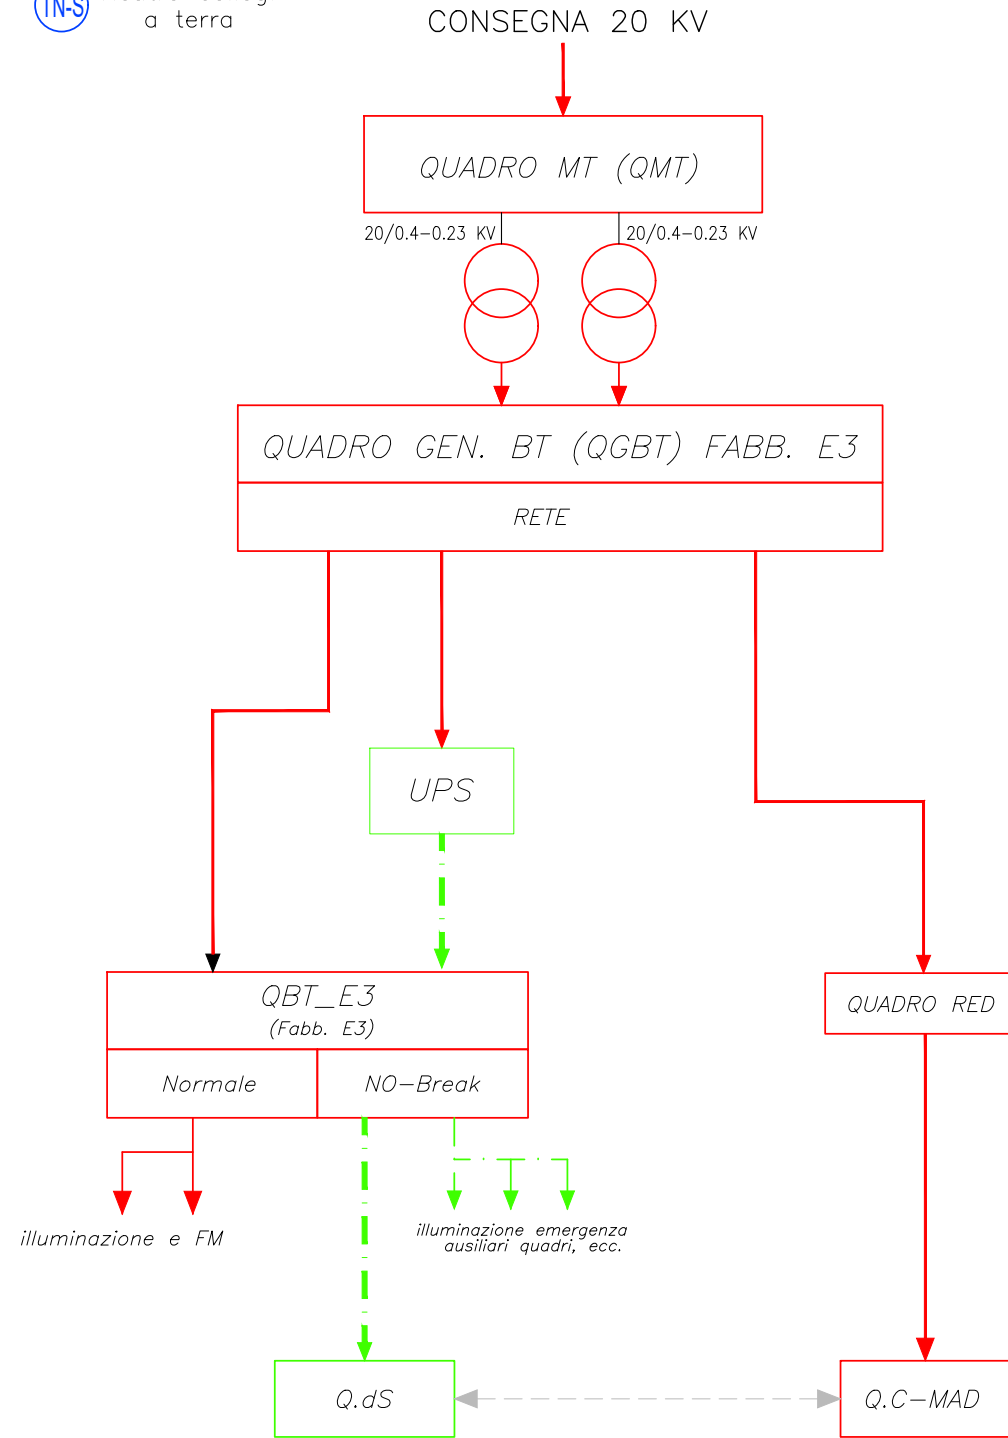 TN-S
a terra
CONSEGNA 20 KV
QUADRO MT (QMT)
20/0.4-0.23 KV
20/0.4-0.23 KV
QUADRO GEN. BT (QGBT) FABB. E3
RETE
UPS
QBT_E3
(Fabb. E3)
QUADRO RED
Normale
NO-Break
illuminazione e FM
illuminazione emergenza
ausiliari quadri, ecc.
Q.dS
Q.C-MAD